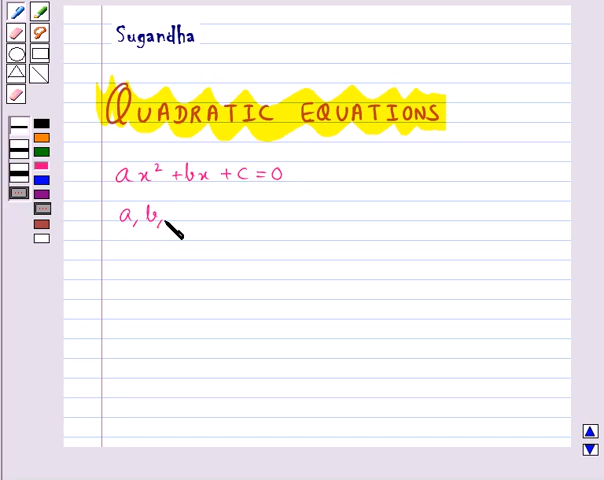 Sugandha
QUADRATIC EQUATIONS
ax² + bx + c = 0
a, b,